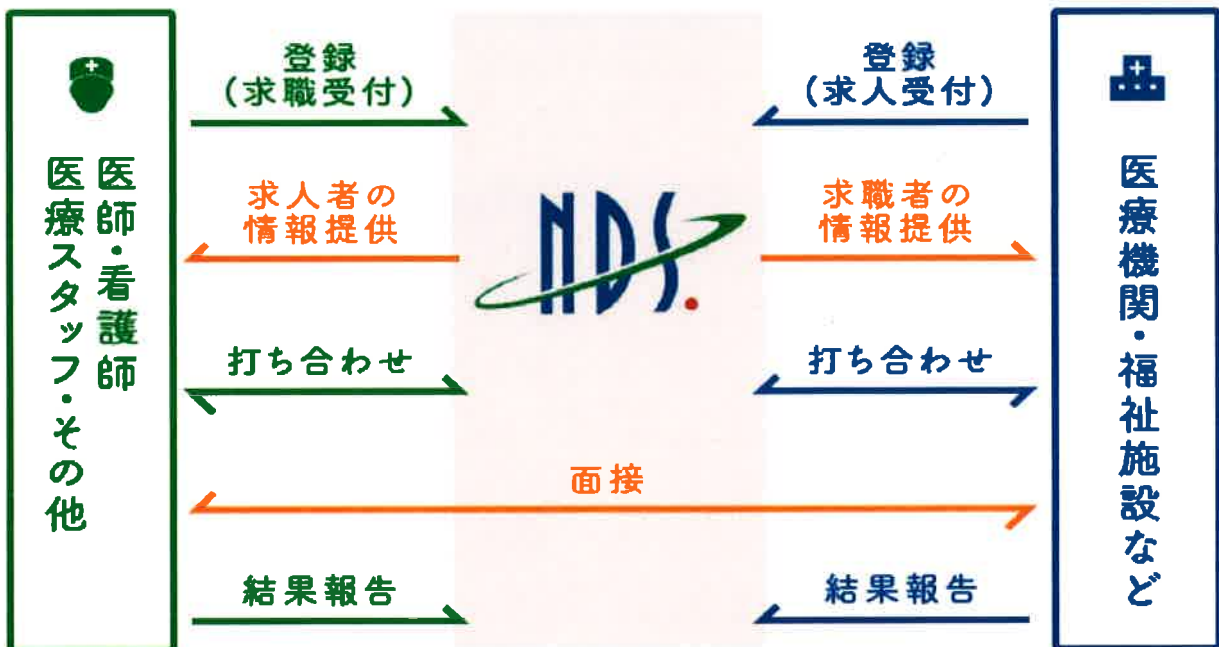 医師・看護師
医療スタッフ・その他
登録
(求職受付)
求人者の
情報提供
打ち合わせ
結果報告
NDS.
面接
登録
(求人受付)
求職者の
情報提供
打ち合わせ
結果報告
医療機関・福祉施設など